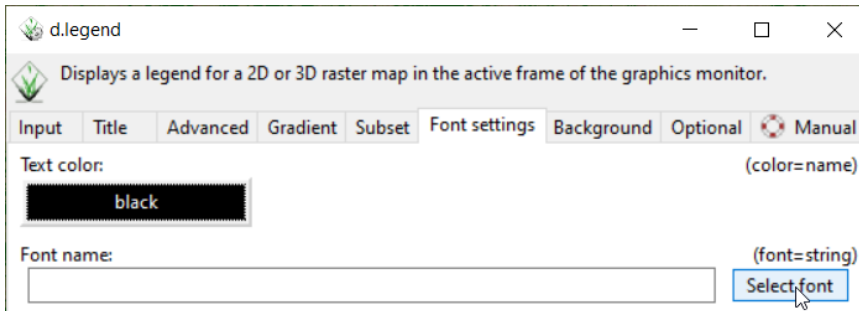 d.legend
Displays a legend for a 2D or 3D raster map in the active frame of the graphics monitor.
Input Title Advanced Gradient Subset Font settings Background Optional Manual
Text color: (color=name)
black
Font name: (font=string)
Select font